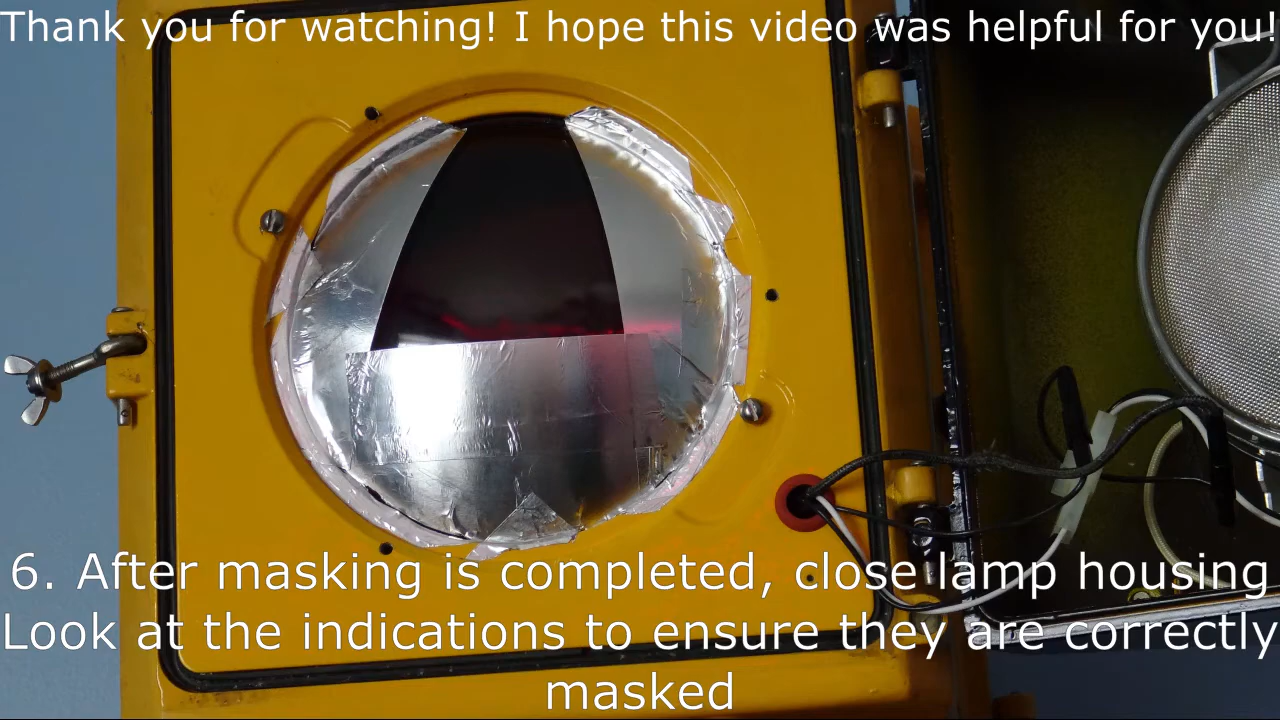 Thank you for watching! I hope this video was helpful for you!
6. After masking is completed, close lamp housing
Look at the indications to ensure they are correctly
masked